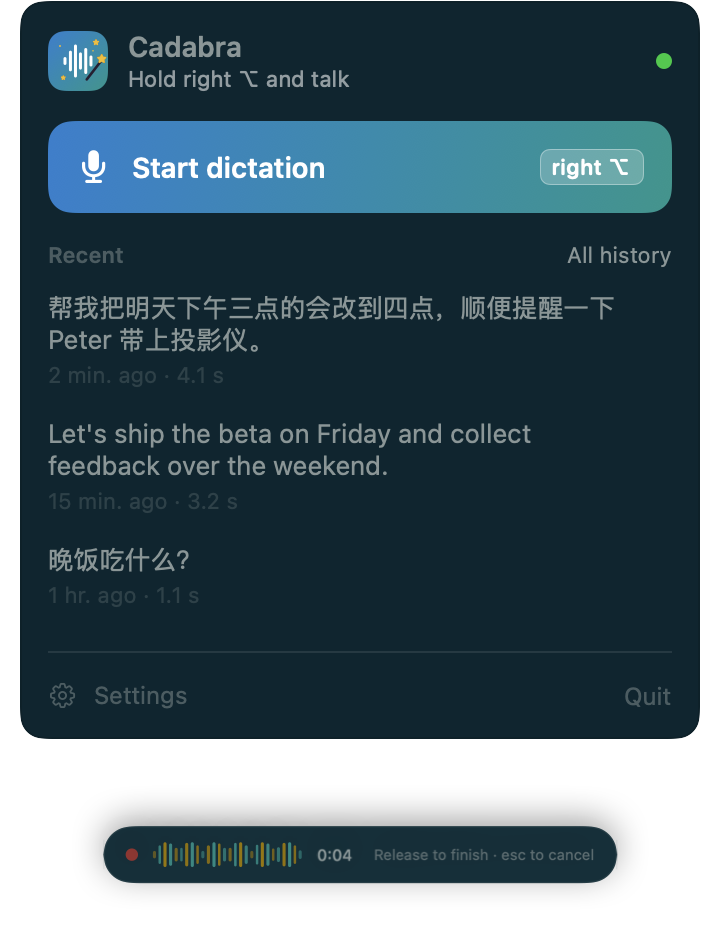 Cadabra
Hold right ⌥ and talk
Start dictation
right ⌥
Recent
All history
帮我把明天下午三点的会改到四点，顺便提醒一下
Peter 带上投影仪。
2 min. ago · 4.1 s
Let's ship the beta on Friday and collect
feedback over the weekend.
15 min. ago · 3.2 s
晚饭吃什么?
1 hr. ago · 1.1 s
Settings
Quit
0:04
Release to finish · esc to cancel